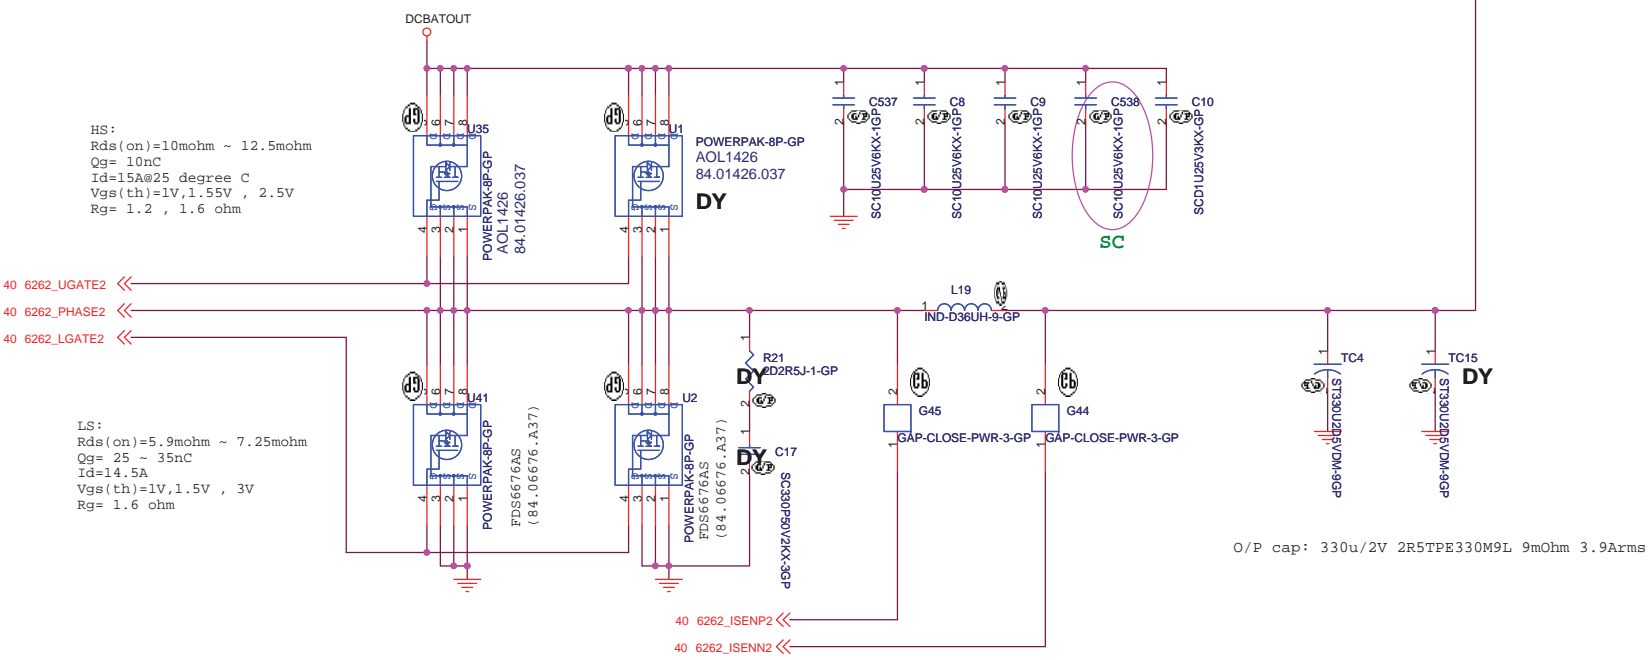 DCBATOUT
HS:
Rds(on)=10mohm ~ 12.5mohm
Qg= 10nC
Id=15A@25 degree C
Vgs(th)=1V,1.55V , 2.5V
Rg= 1.2 , 1.6 ohm
U35
POWERPAK-8P-GP
AOL1426
84.01426.037
U1
POWERPAK-8P-GP
AOL1426
84.01426.037
DY
C537
SC10U25V6KX-1GP
C8
SC10U25V6KX-1GP
C9
SC10U25V6KX-1GP
C538
SC10U25V6KX-1GP
C10
SCD1U25V3KX-GP
SC
40 6262_UGATE2
40 6262_PHASE2
40 6262_LGATE2
L19
IND-D36UH-9-GP
LS:
Rds(on)=5.9mohm ~ 7.25mohm
Qg= 25 ~ 35nC
Id=14.5A
Vgs(th)=1V,1.5V , 3V
Rg= 1.6 ohm
U41
POWERPAK-8P-GP
FDS6676AS
(84.06676.A37)
U2
POWERPAK-8P-GP
FDS6676AS
(84.06676.A37)
R21
2D2R5J-1-GP
DY
C17
DY
SC330P50V2KX-3GP
G45
GAP-CLOSE-PWR-3-GP
G44
GAP-CLOSE-PWR-3-GP
TC4
ST330U2D5VDM-9GP
TC15
DY
ST330U2D5VDM-9GP
O/P cap: 330u/2V 2R5TPE330M9L 9mOhm 3.9Arms
40 6262_ISENP2
40 6262_ISENN2